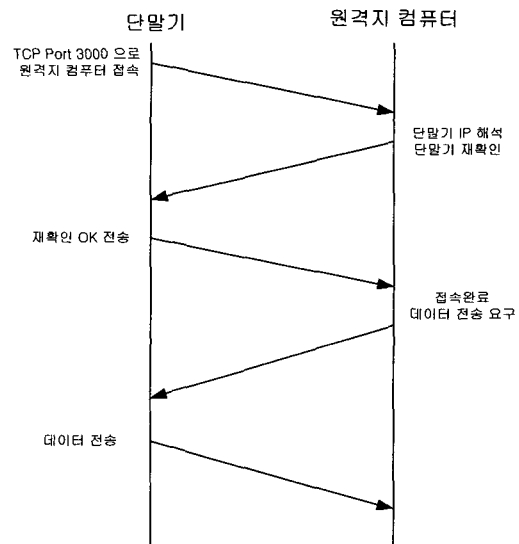 단말기
원격지 컴퓨터
TCP Port 3000 으로
원격지 컴푸터 접속
단말기 IP 해석
단말기 재확인
재확인 OK 전송
접속완료
데이터 전송 요구
데이터 전송